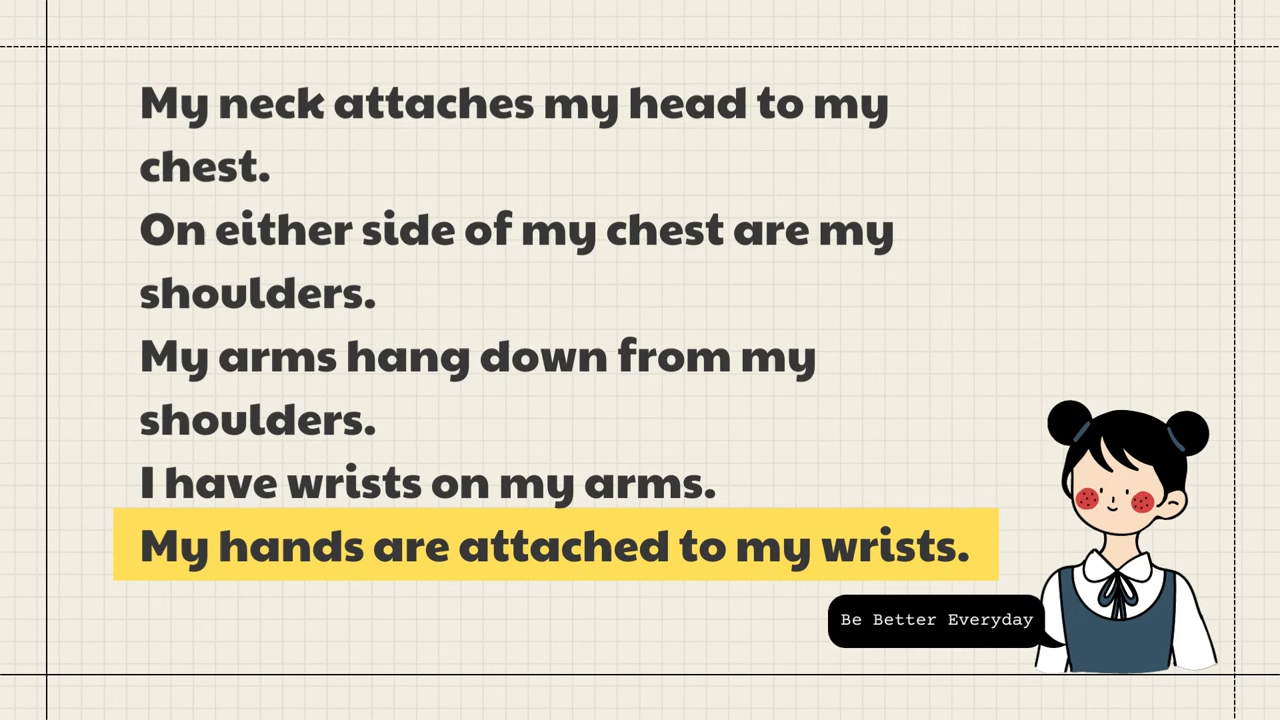 My neck attaches my head to my
chest.
On either side of my chest are my
shoulders.
My arms hang down from my
shoulders.
I have wrists on my arms.
My hands are attached to my wrists.
Be Better Everyday